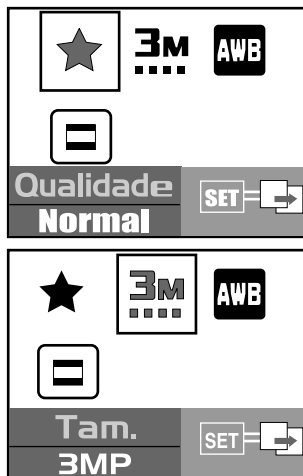 3M AWB
Qualidade SET
Normal
3M AWB
Tam. SET
3MP